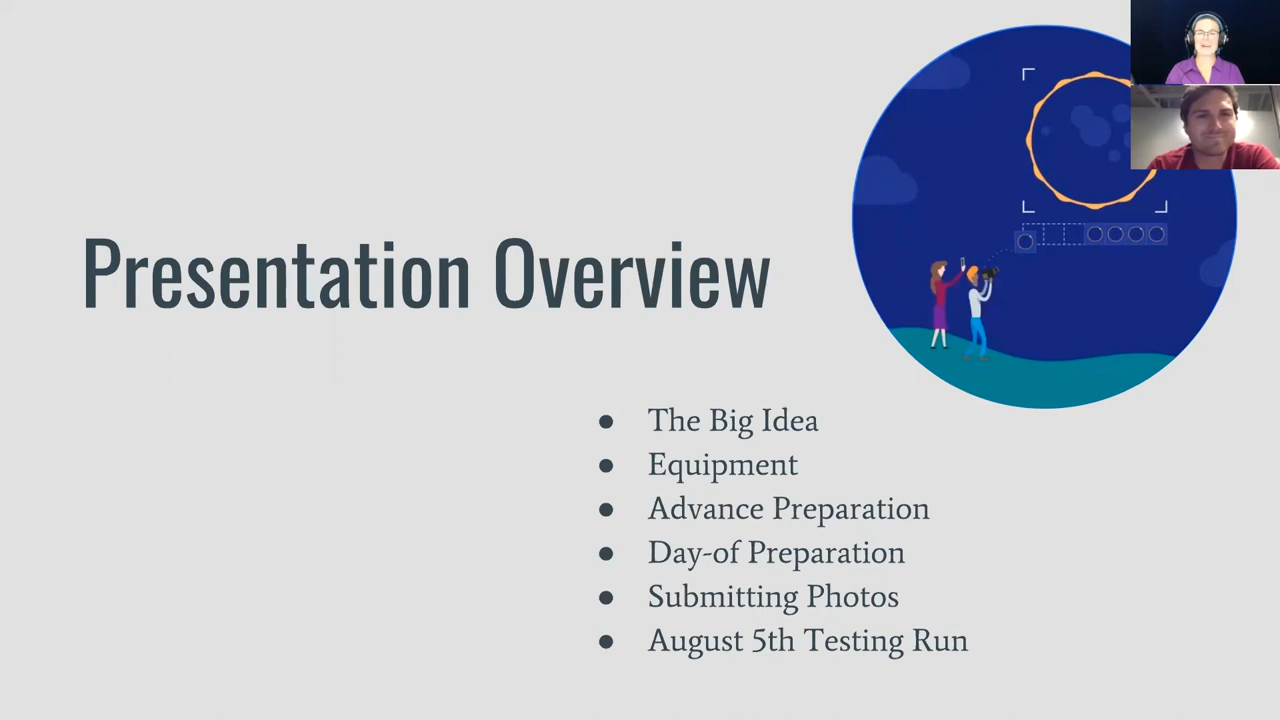 Presentation Overview
● The Big Idea
● Equipment
● Advance Preparation
● Day-of Preparation
● Submitting Photos
● August 5th Testing Run